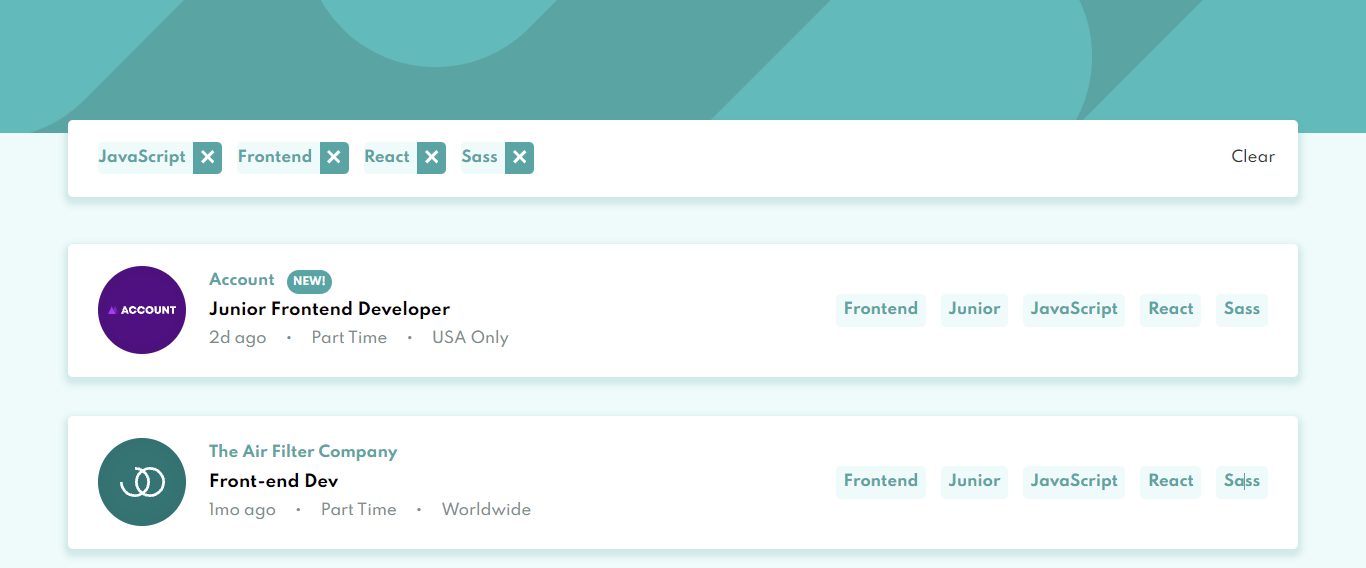 JavaScript Frontend React Sass Clear
Account NEW!
ACCOUNT
Junior Frontend Developer
2d ago • Part Time • USA Only
Frontend Junior JavaScript React Sass
The Air Filter Company
Front-end Dev
1mo ago • Part Time • Worldwide
Frontend Junior JavaScript React Sass